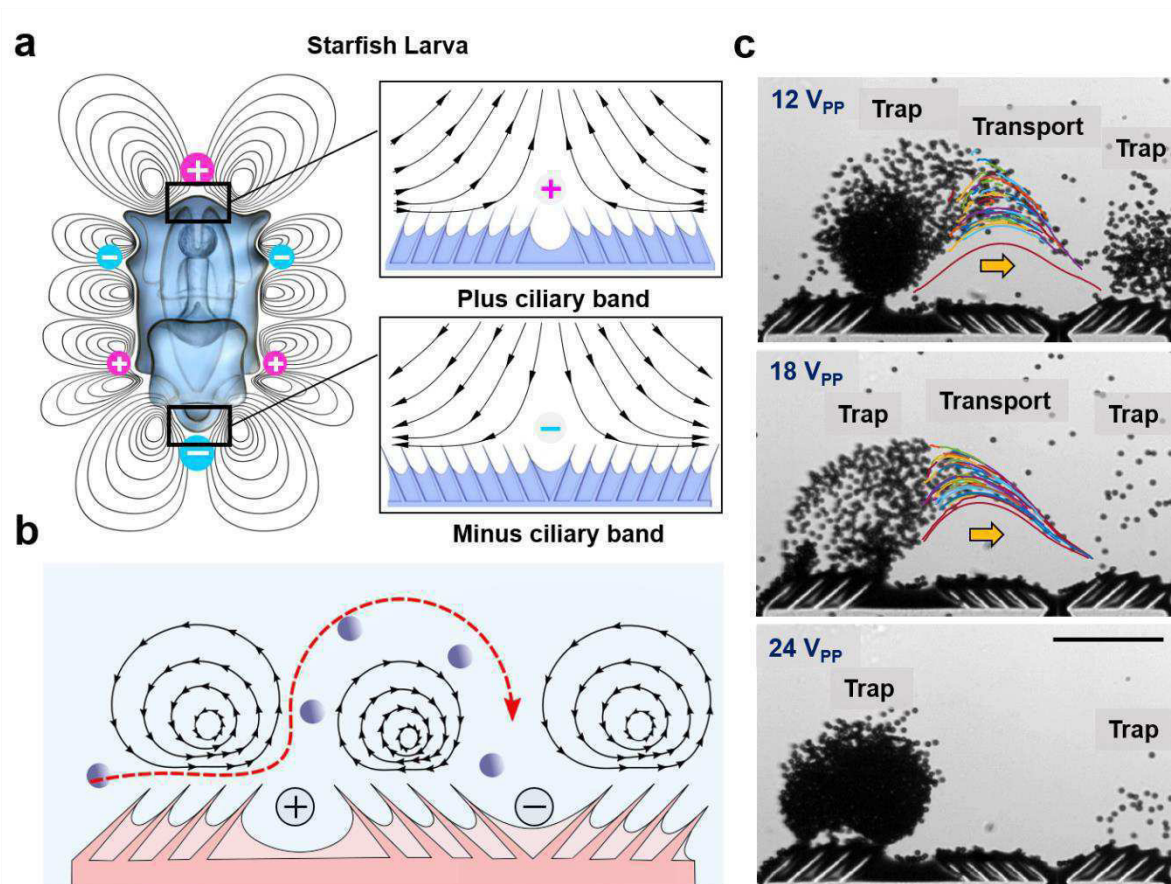 a
Starfish Larva
+
−
−
+
+
−
+
Plus ciliary band
−
Minus ciliary band
b
+
−
c
12 VPP
Trap
Transport
Trap
18 VPP
Trap
Transport
Trap
24 VPP
Trap
Trap